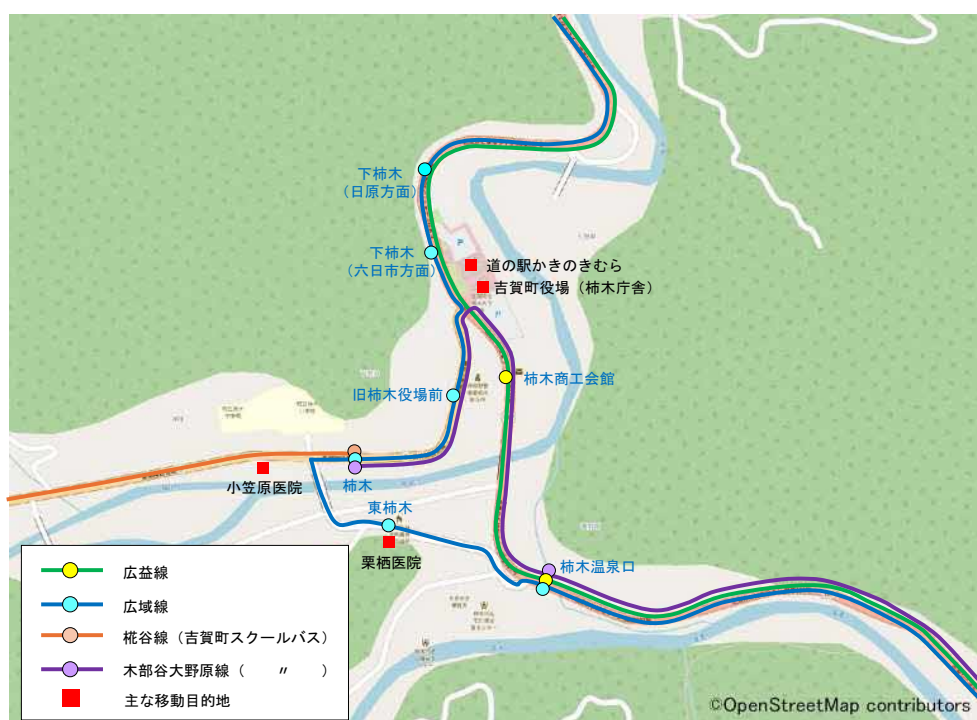 下柿木
（日原方面）
下柿木
（六日市方面）
道の駅かきのきむら
吉賀町役場（柿木庁舎）
柿木商工会館
旧柿木役場前
小笠原医院
柿木
東柿木
栗栖医院
柿木温泉口
広益線
広域線
椛谷線（吉賀町スクールバス）
木部谷大野原線（　〃　）
主な移動目的地
©OpenStreetMap contributors